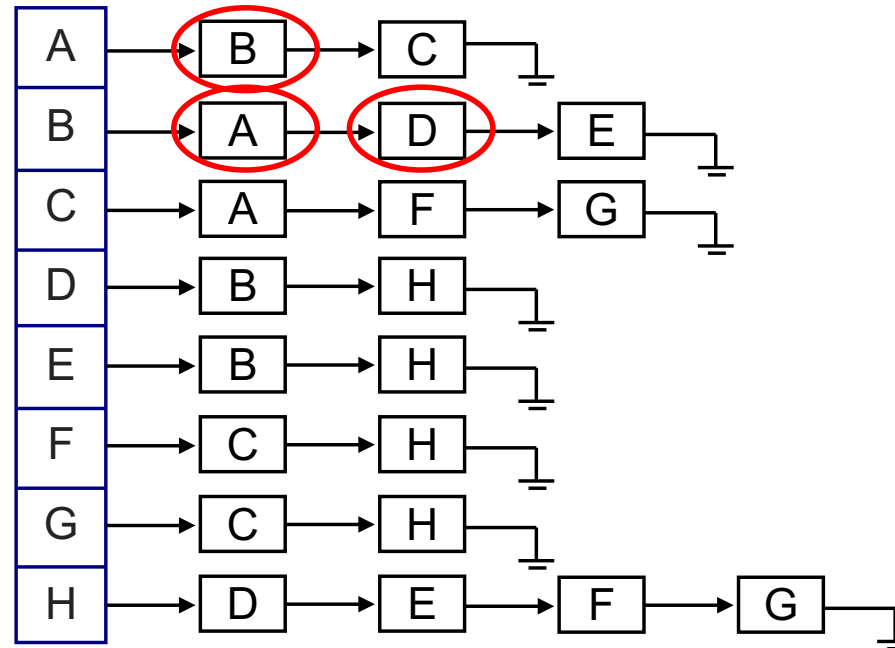 A B C
B A D E
C A F G
D B H
E B H
F C H
G C H
H D E F G